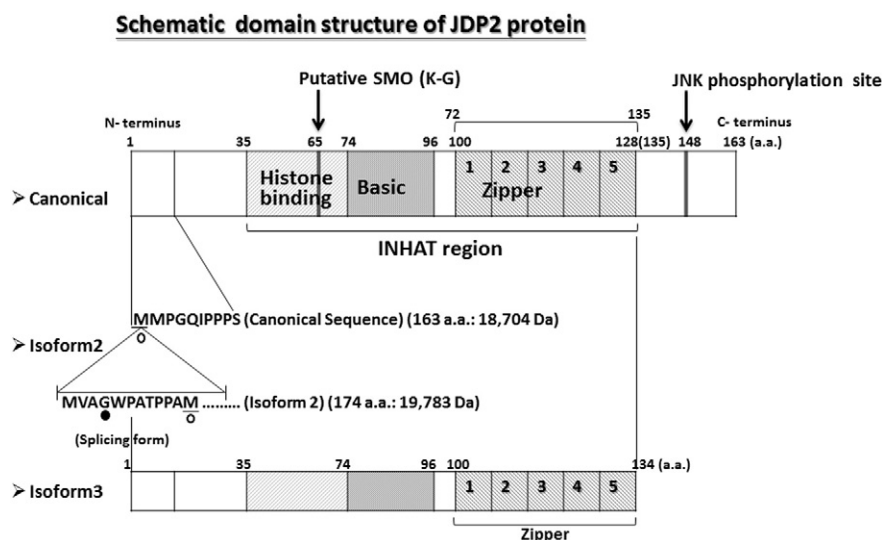 Schematic domain structure of JDP2 protein
Putative SMO (K-G)
JNK phosphorylation site
72 135
N- terminus C- terminus
1 35 65 74 96 100 128(135) 148 163 (a.a.)
➢ Canonical
Histone binding
Basic
1 2 3 4 5
Zipper
INHAT region
MMPGQIPPPS (Canonical Sequence) (163 a.a.: 18,704 Da)
➢ Isoform2
MVAGWPATPPAM ......... (Isoform 2) (174 a.a.: 19,783 Da)
(Splicing form)
1 35 74 96 100 134 (a.a.)
➢ Isoform3
1 2 3 4 5
Zipper